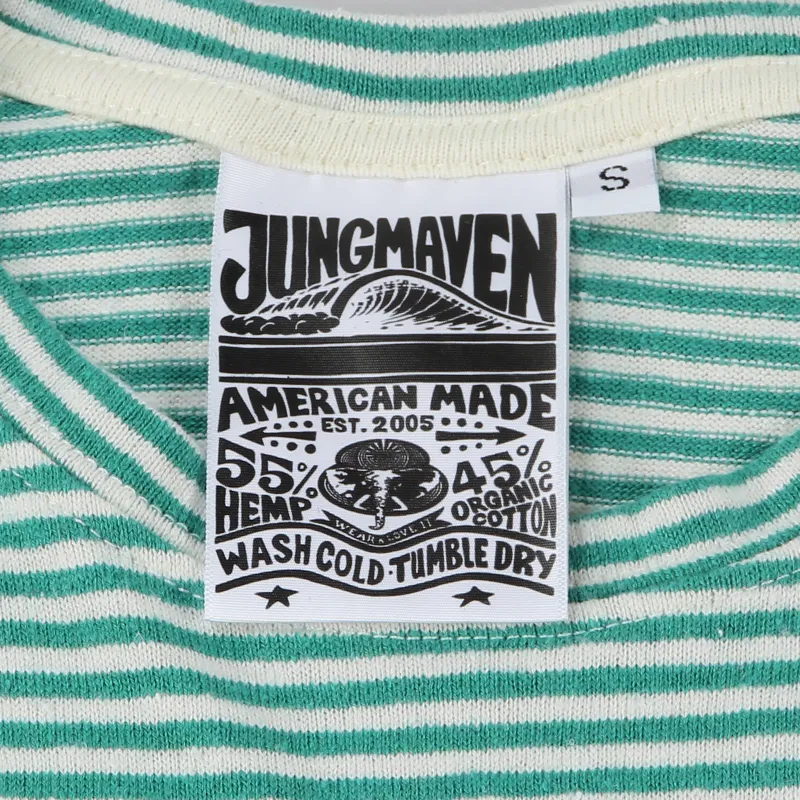 JUNGMAVEN
S
AMERICAN MADE
EST. 2005
55% HEMP
45% ORGANIC COTTON
WEAR & LOVE IT
WASH COLD · TUMBLE DRY